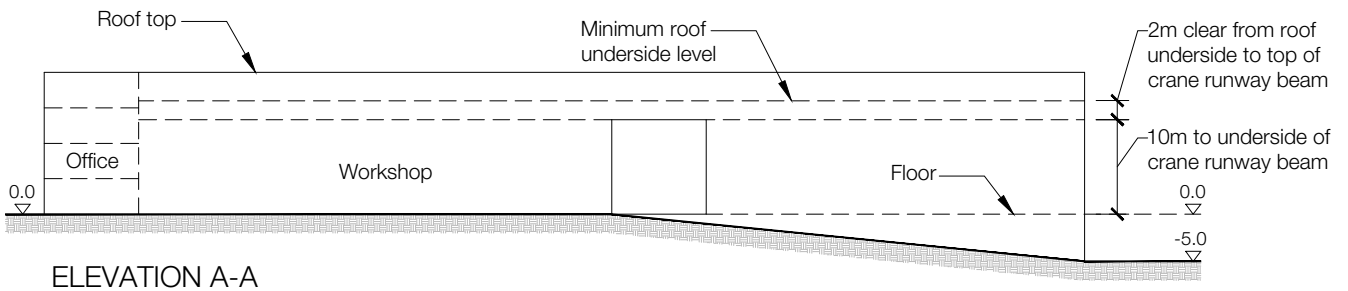 Roof top
Minimum roof
underside level
2m clear from roof
underside to top of
crane runway beam
10m to underside of
crane runway beam
Office
Workshop
Floor
0.0
0.0
-5.0
ELEVATION A-A